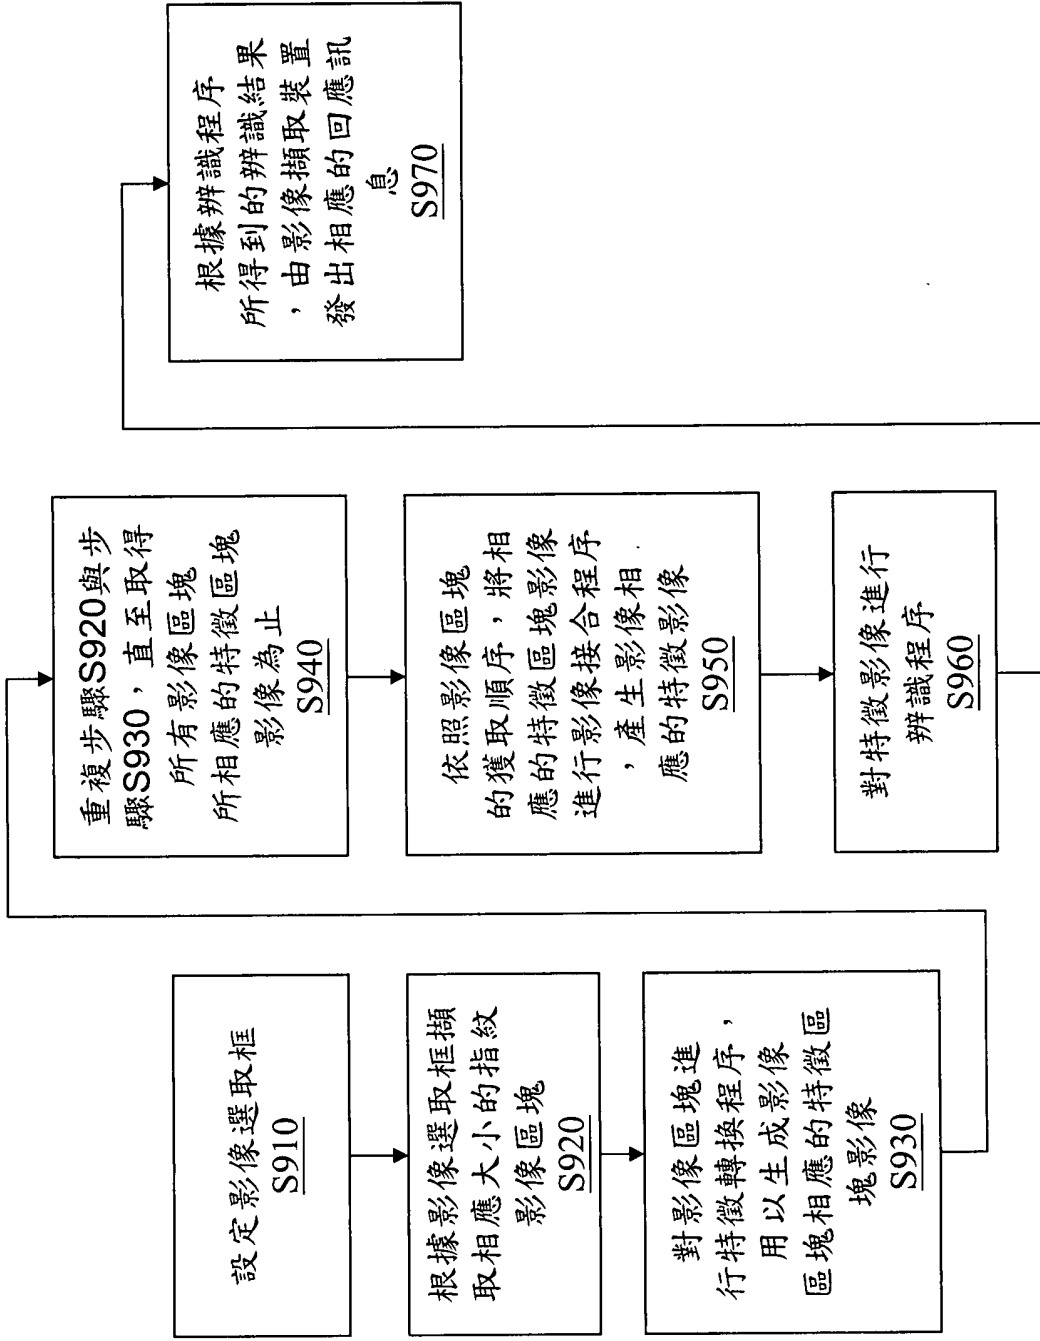 設定影像選取框
S910
根據影像選取框擷
取相應大小的指紋
影像區塊
S920
對影像區塊進
行特徵轉換程序，
用以生成影像
區塊相應的特徵區
塊影像
S930
重複步驟S920與步
驟S930，直至取得
所有影像區塊
所相應的特徵區塊
影像為止
S940
依照影像區塊
的獲取順序，將相
應的特徵區塊影像
進行影像接合程序
，產生影像相
應的特徵影像
S950
對特徵影像進行
辨識程序
S960
根據辨識程序
所得到的辨識結果
，由影像擷取裝置
發出相應的回應訊
息
S970